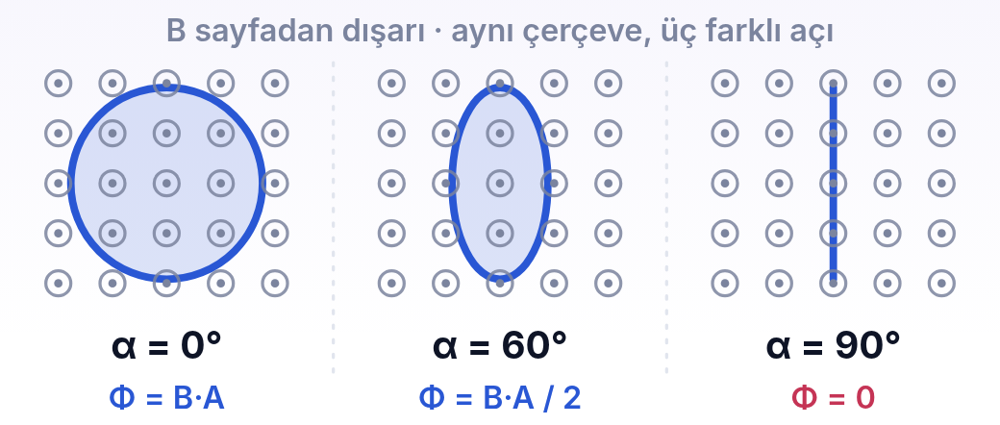 B sayfadan dışarı · aynı çerçeve, üç farklı açı
α = 0°
Φ = B·A
α = 60°
Φ = B·A / 2
α = 90°
Φ = 0